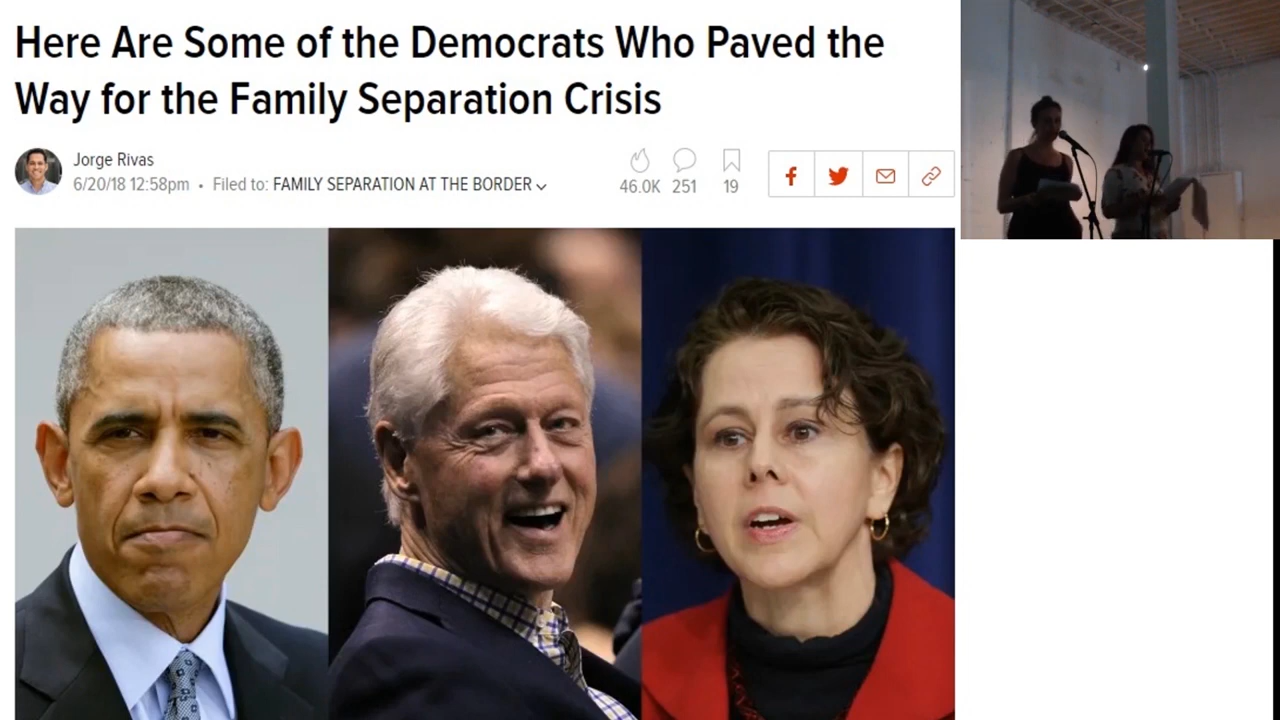 Here Are Some of the Democrats Who Paved the
Way for the Family Separation Crisis
Jorge Rivas
6/20/18 12:58pm • Filed to: FAMILY SEPARATION AT THE BORDER
46.0K 251 19